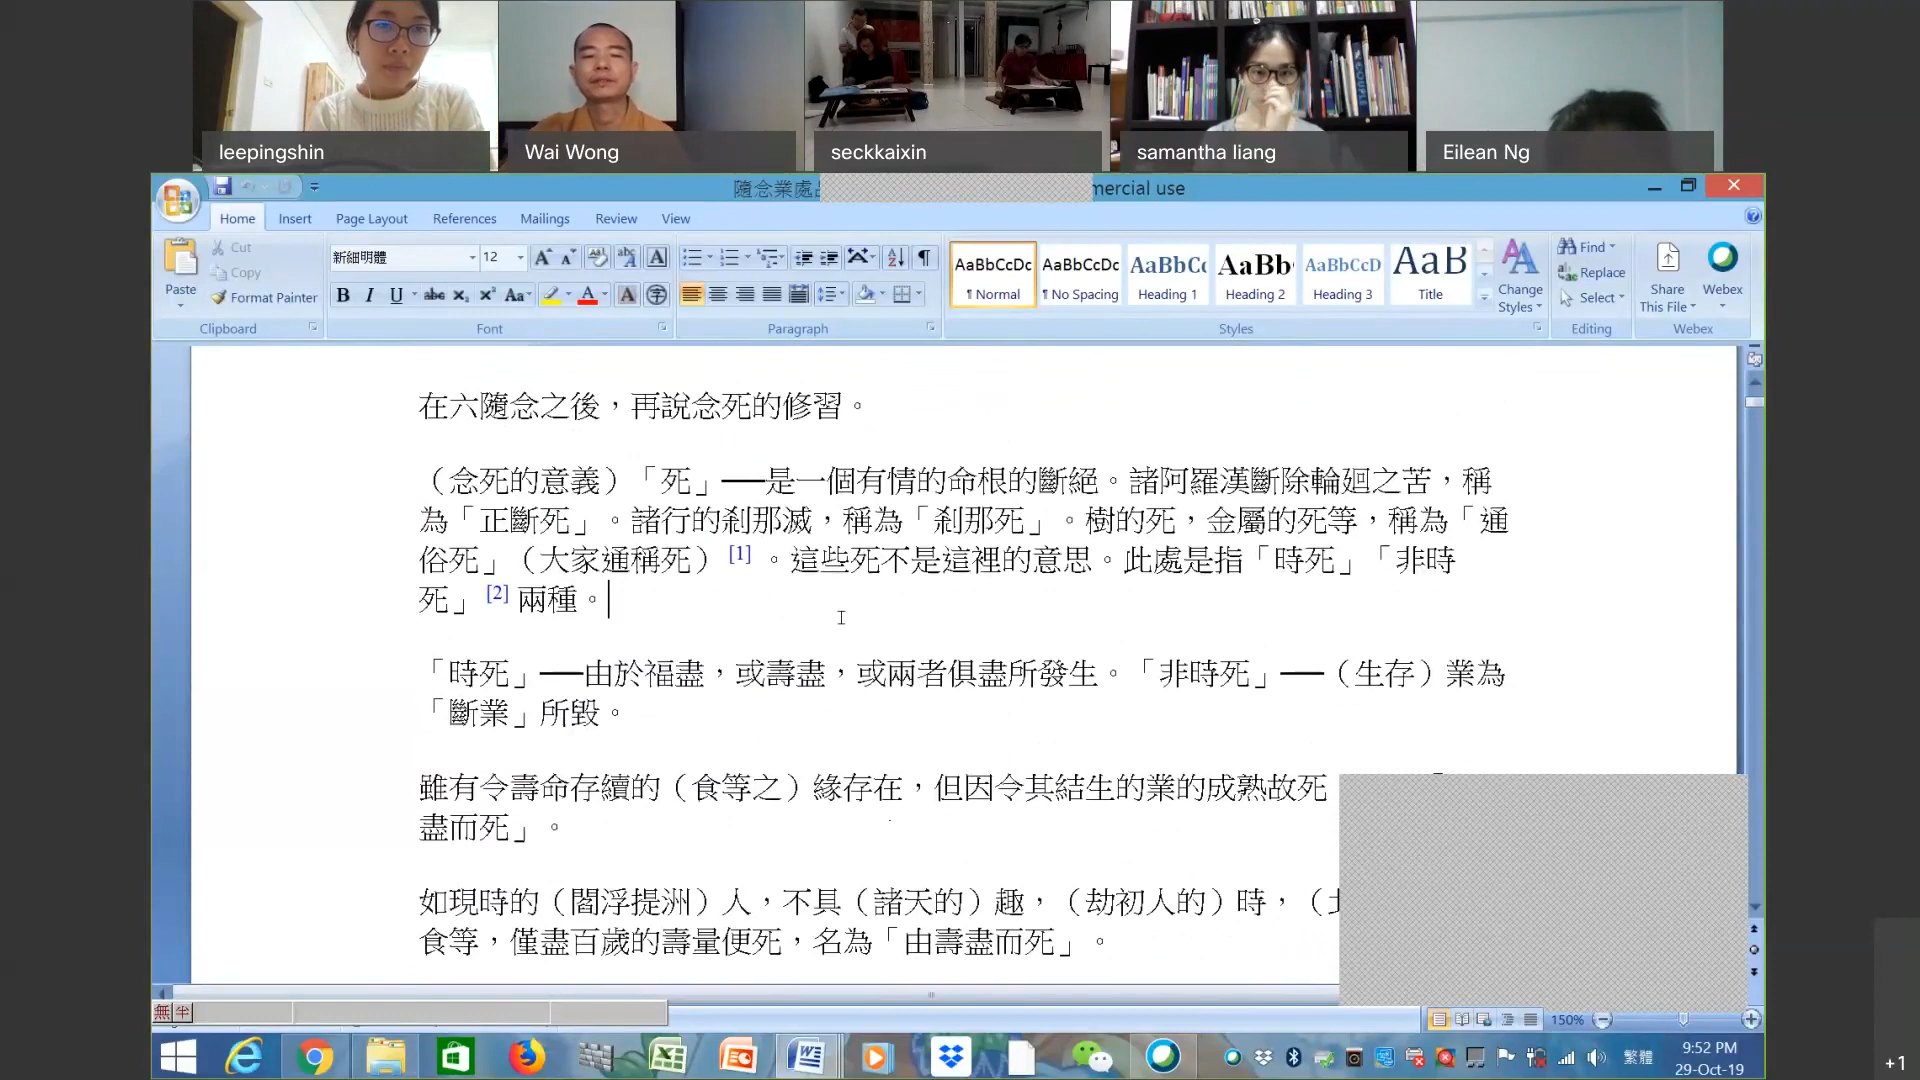 leepingshin
Wai Wong
seckkaixin
samantha liang
Eilean Ng
隨念業處
mercial use
Home Insert Page Layout References Mailings Review View
Paste
Cut
Copy
Format Painter
Clipboard
新細明體 12
Font
Paragraph
AaBbCcDc AaBbCcDc AaBbCc AaBb AaBbCcD AaB
¶ Normal ¶ No Spacing Heading 1 Heading 2 Heading 3 Title
Change Styles
Styles
Find
Replace
Select
Editing
Share This File
Webex
Webex
在六隨念之後，再說念死的修習。
（念死的意義）「死」──是一個有情的命根的斷絕。諸阿羅漢斷除輪廻之苦，稱
為「正斷死」。諸行的剎那滅，稱為「剎那死」。樹的死，金屬的死等，稱為「通
俗死」（大家通稱死）[1] 。這些死不是這裡的意思。此處是指「時死」「非時
死」[2] 兩種。
「時死」──由於福盡，或壽盡，或兩者俱盡所發生。「非時死」──（生存）業為
「斷業」所毀。
雖有令壽命存續的（食等之）緣存在，但因令其結生的業的成熟故死
盡而死」。
如現時的（閻浮提洲）人，不具（諸天的）趣，（劫初人的）時，（
食等，僅盡百歲的壽量便死，名為「由壽盡而死」。
無 半
150%
繁體
9:52 PM
29-Oct-19
+1